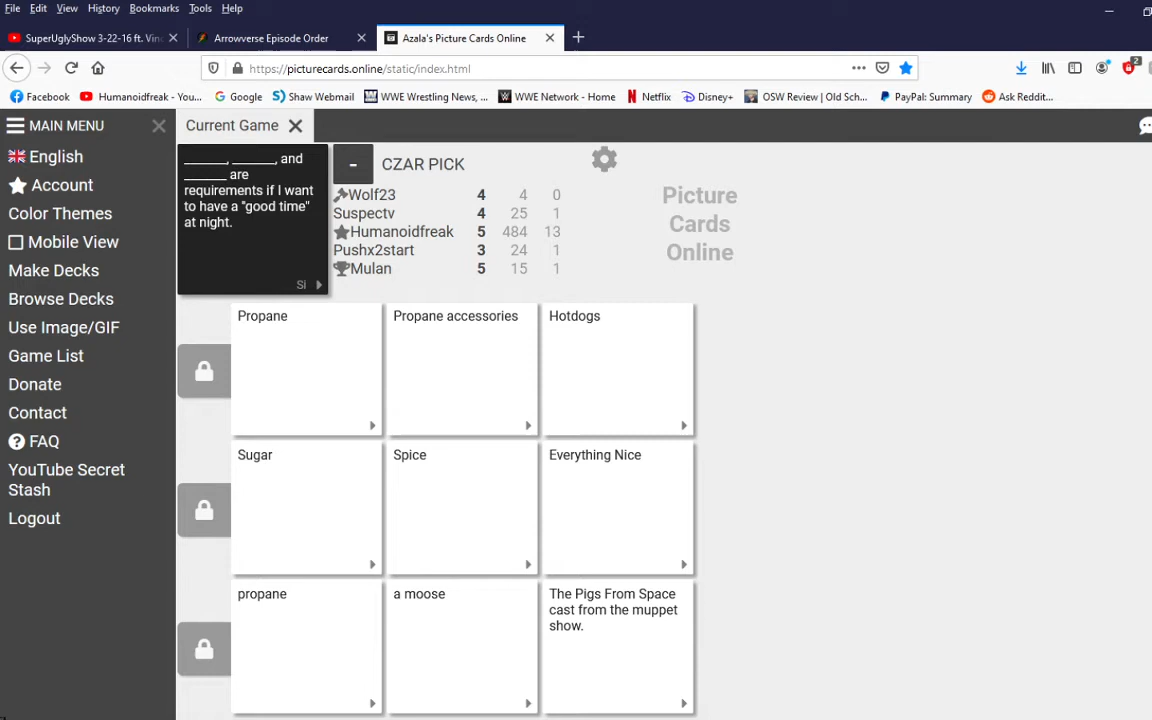 File Edit View History Bookmarks Tools Help
SuperUglyShow 3-22-16 ft. Vinc
Arrowverse Episode Order
Azala's Picture Cards Online
https://picturecards.online/static/index.html
2
Facebook
Humanoidfreak - You...
Google
Shaw Webmail
WWE Wrestling News, ...
WWE Network - Home
Netflix
Disney+
OSW Review | Old Sch...
PayPal: Summary
Ask Reddit...
MAIN MENU
English
Account
Color Themes
Mobile View
Make Decks
Browse Decks
Use Image/GIF
Game List
Donate
Contact
FAQ
YouTube Secret
Stash
Logout
Current Game
______, ______, and
______ are
requirements if I want
to have a "good time"
at night.
Si
-
CZAR PICK
Wolf23 4 4 0
Suspectv 4 25 1
Humanoidfreak 5 484 13
Pushx2start 3 24 1
Mulan 5 15 1
Picture
Cards
Online
Propane
Propane accessories
Hotdogs
Sugar
Spice
Everything Nice
propane
a moose
The Pigs From Space
cast from the muppet
show.